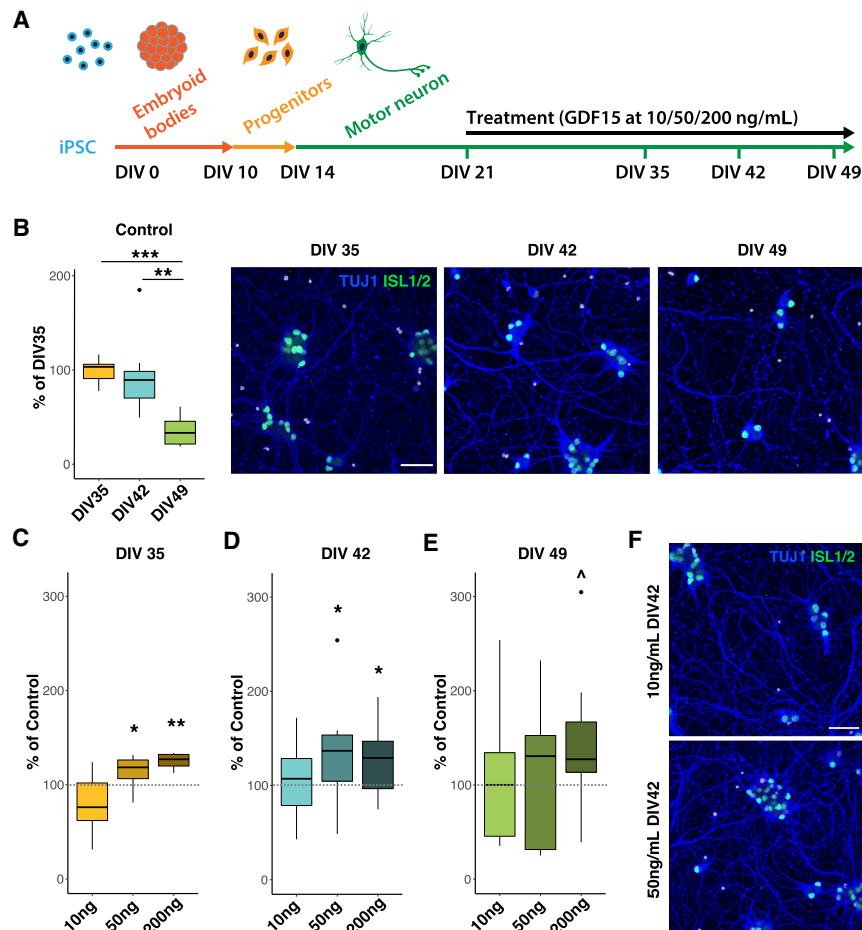 A
Embryoid
bodies
Progenitors
Motor neuron
Treatment (GDF15 at 10/50/200 ng/mL)
iPSC
DIV 0
DIV 10
DIV 14
DIV 21
DIV 35
DIV 42
DIV 49
B
Control
DIV 35
DIV 42
DIV 49
***
**
TUJ1 ISL1/2
% of DIV35
200
100
0
DIV35
DIV42
DIV49
C
DIV 35
% of Control
300
200
100
0
*
**
10ng
50ng
200ng
D
DIV 42
% of Control
300
200
100
0
*
*
10ng
50ng
200ng
E
DIV 49
% of Control
300
200
100
0
^
10ng
50ng
200ng
F
TUJ1 ISL1/2
10ng/mL DIV42
50ng/mL DIV42